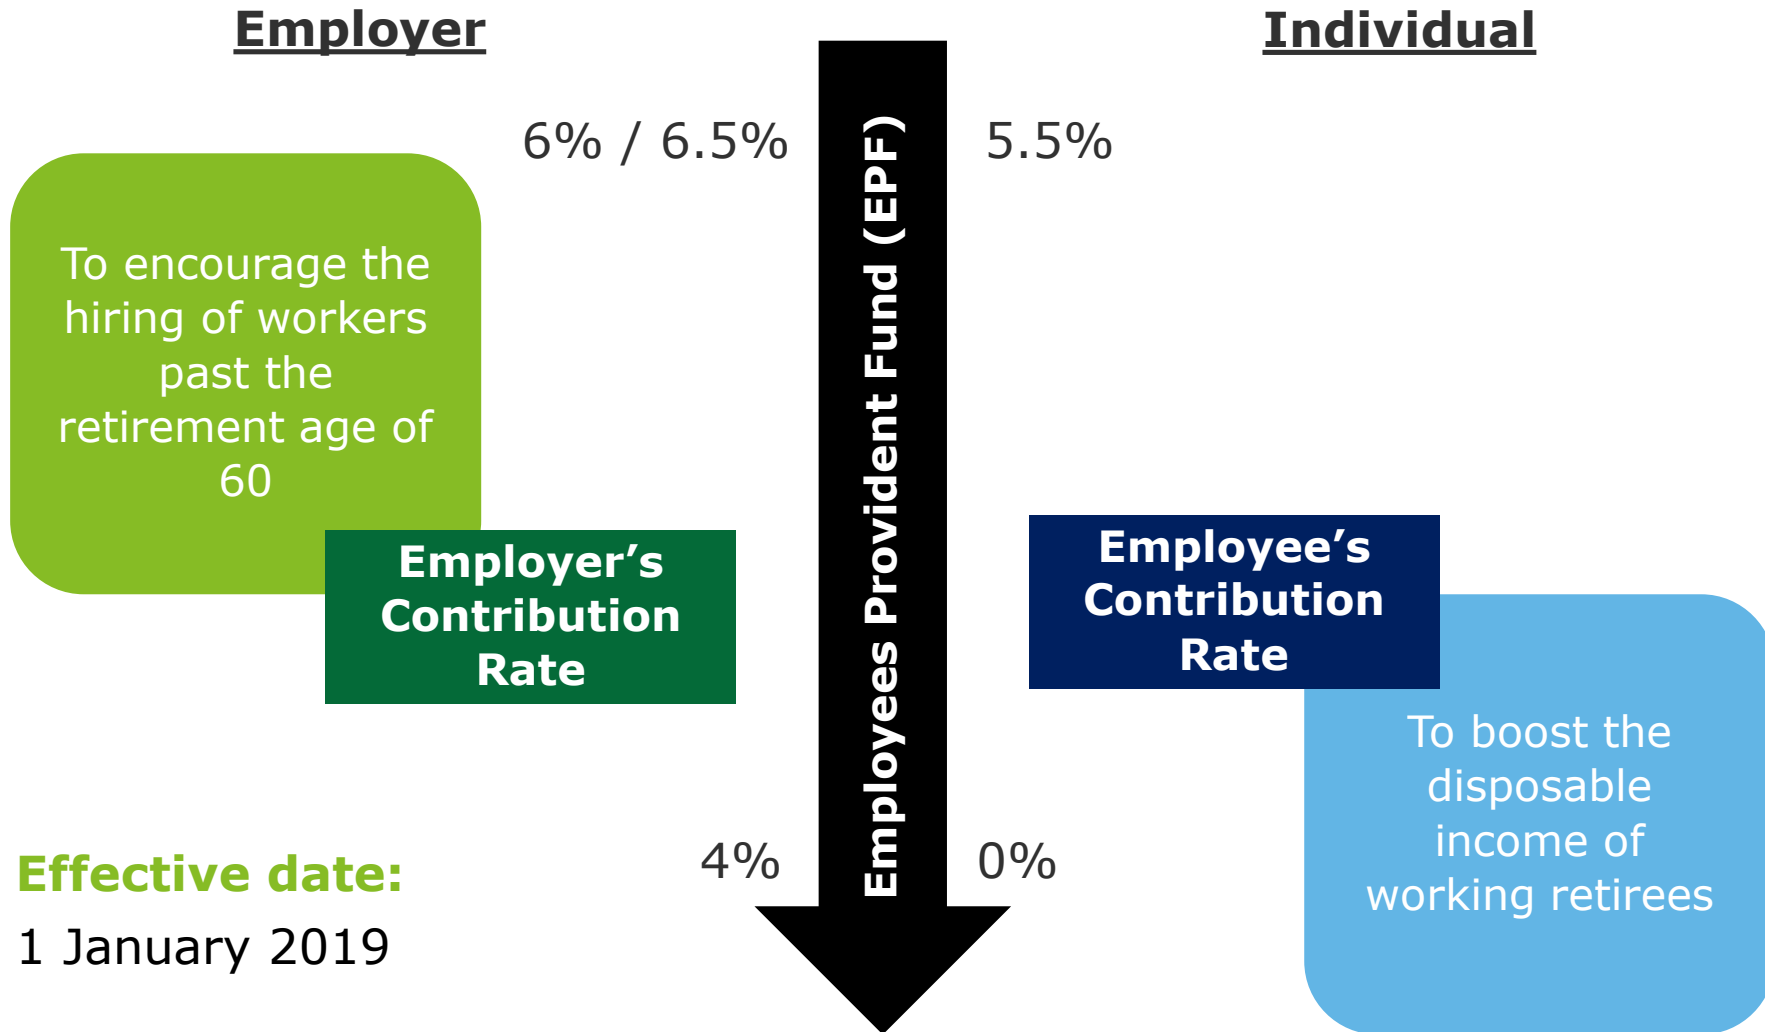 Employer
Individual
6% / 6.5%
5.5%
Employees Provident Fund (EPF)
To encourage the
hiring of workers
past the
retirement age of
60
Employer’s
Contribution
Rate
Employee’s
Contribution
Rate
To boost the
disposable
income of
working retirees
4%
0%
Effective date:
1 January 2019